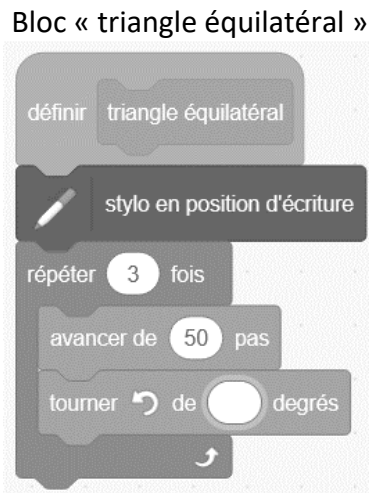 Bloc « triangle équilatéral »
définir triangle équilatéral
stylo en position d'écriture
répéter 3 fois
avancer de 50 pas
tourner de degrés